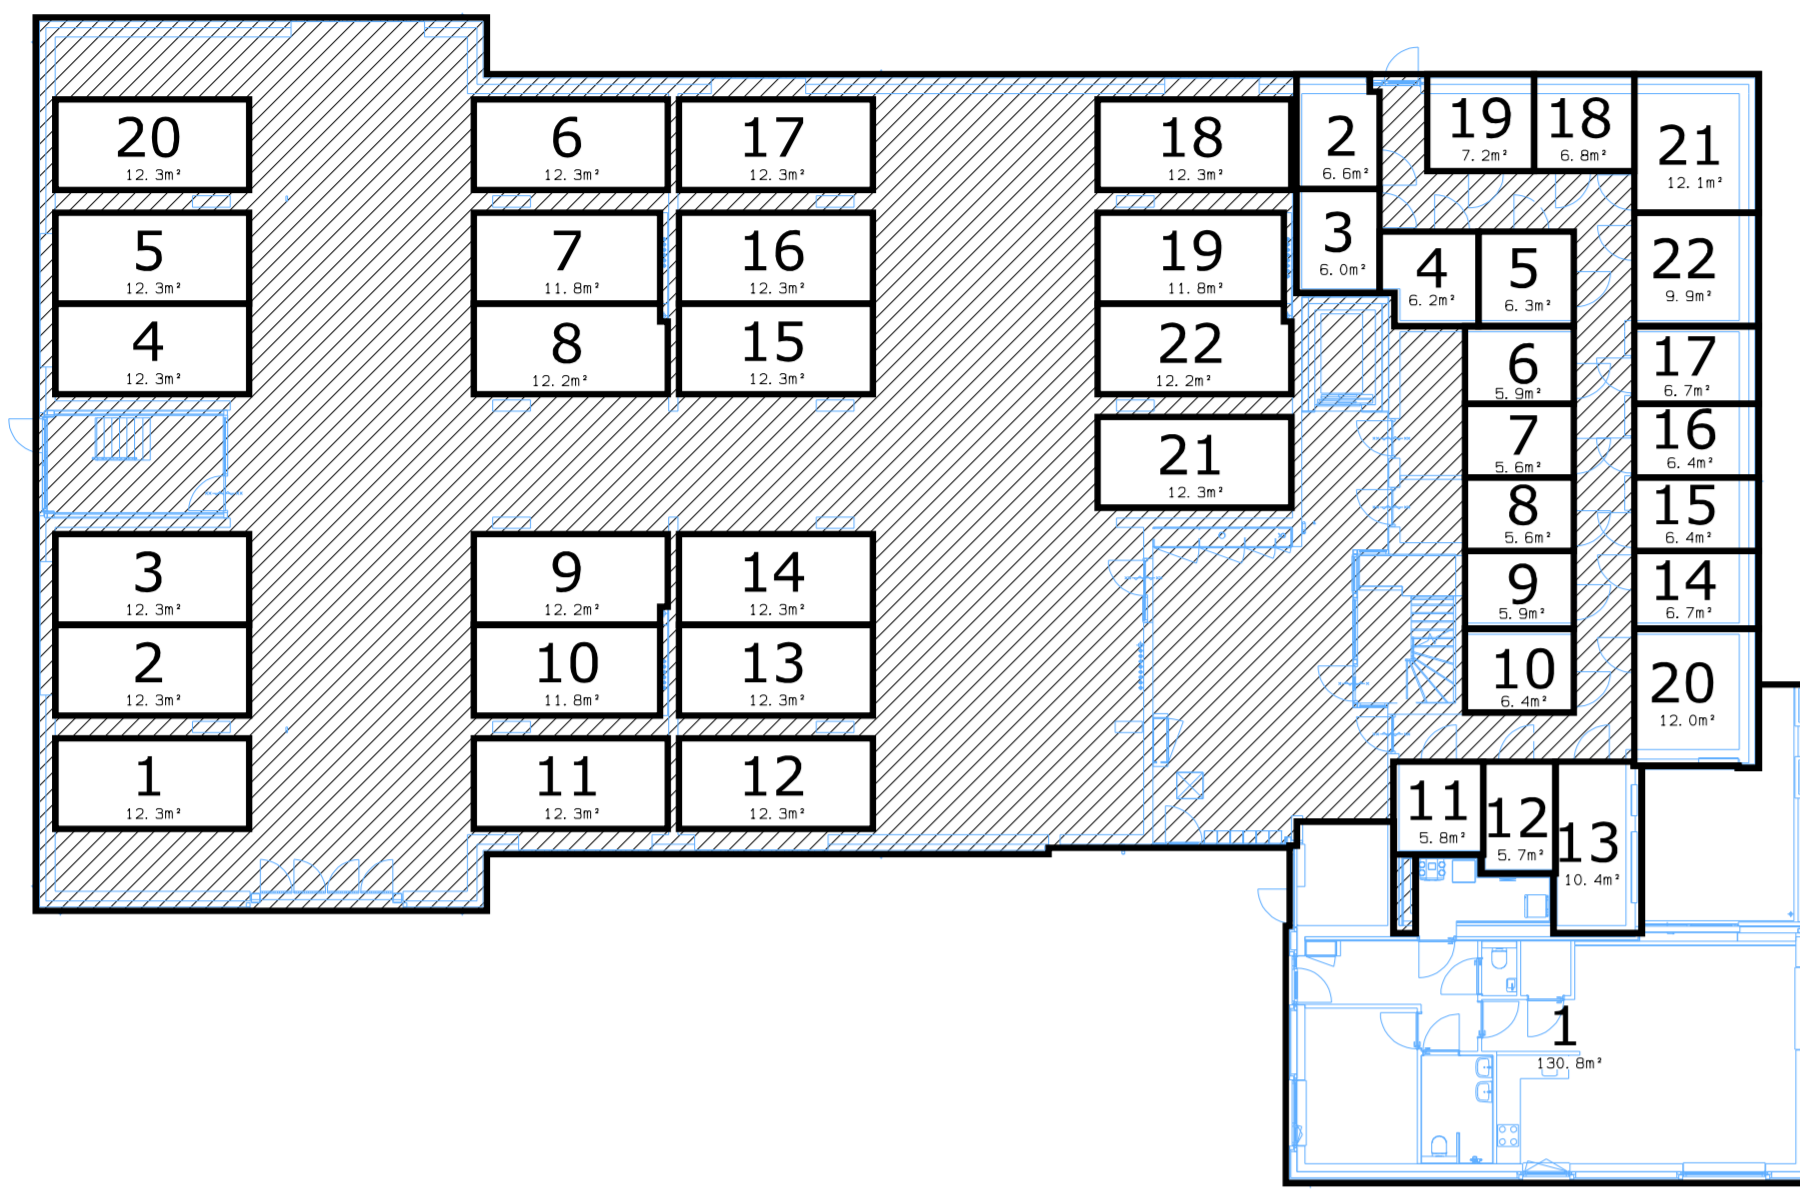 20
12.3m²
6
12.3m²
17
12.3m²
18
12.3m²
2
6.6m²
19
7.2m²
18
6.8m²
21
12.1m²
5
12.3m²
7
11.8m²
16
12.3m²
19
11.8m²
3
6.0m²
4
6.2m²
5
6.3m²
22
9.9m²
4
12.3m²
8
12.2m²
15
12.3m²
22
12.2m²
6
5.9m²
17
6.7m²
21
12.3m²
7
5.6m²
16
6.4m²
8
5.6m²
15
6.4m²
3
12.3m²
9
12.2m²
14
12.3m²
9
5.9m²
14
6.7m²
2
12.3m²
10
11.8m²
13
12.3m²
10
6.4m²
20
12.0m²
1
12.3m²
11
12.3m²
12
12.3m²
11
5.8m²
12
5.7m²
13
10.4m²
1
130.8m²